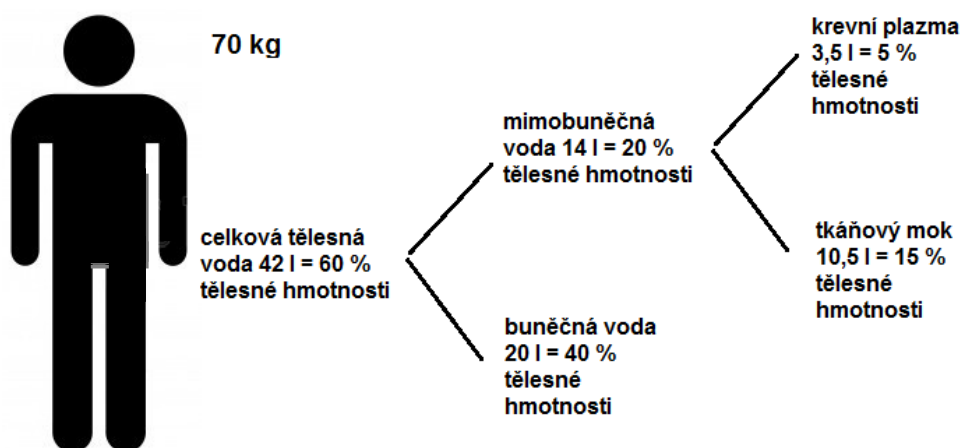 70 kg
celková tělesná
voda 42 l = 60 %
tělesné hmotnosti
mimobuněčná
voda 14 l = 20 %
tělesné hmotnosti
buněčná voda
20 l = 40 %
tělesné
hmotnosti
krevní plazma
3,5 l = 5 %
tělesné
hmotnosti
tkáňový mok
10,5 l = 15 %
tělesné
hmotnosti